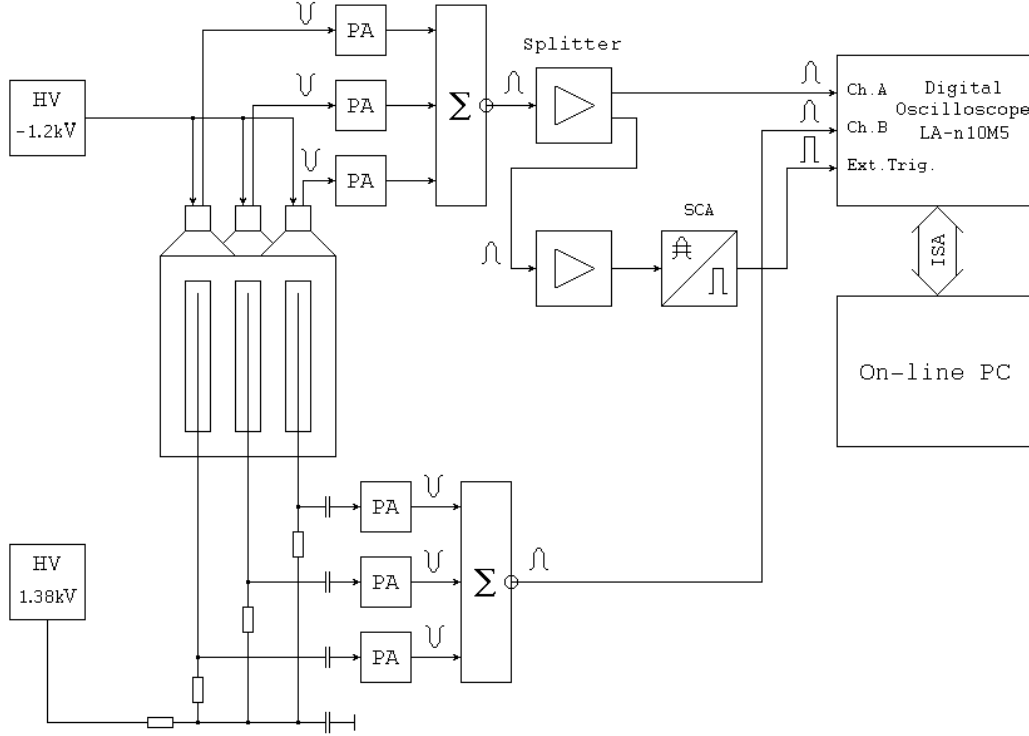 PA
Splitter
HV
-1.2kV
PA
Σ
Ch.A
Digital
Oscilloscope
LA-n10M5
Ch.B
Ext.Trig.
PA
SCA
ISA
On-line PC
PA
HV
1.38kV
PA
Σ
PA